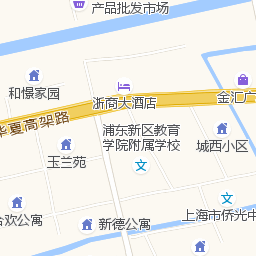 产品批发市场
和憬家园
浙商大酒店
金汇广
华夏高架路
浦东新区教育
学院附属学校
城西小区
玉兰苑
上海市侨光中
合欢公寓
新德公寓